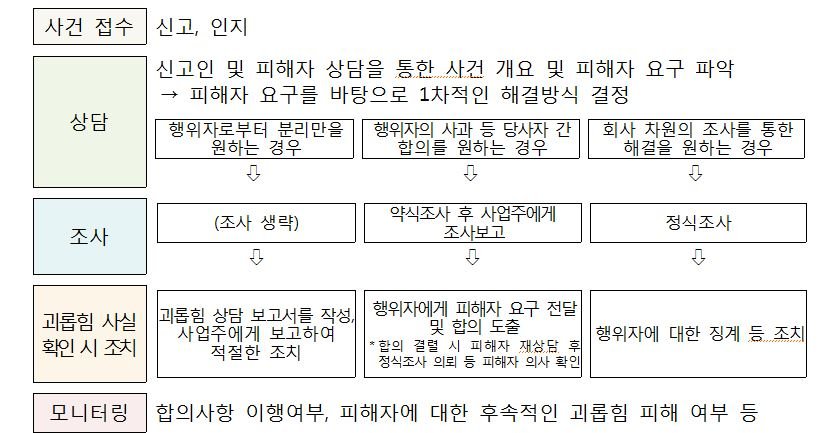 사건 접수
신고, 인지
상담
신고인 및 피해자 상담을 통한 사건 개요 및 피해자 요구 파악
→ 피해자 요구를 바탕으로 1차적인 해결방식 결정
행위자로부터 분리만을
원하는 경우
행위자의 사과 등 당사자 간
합의를 원하는 경우
회사 차원의 조사를 통한
해결을 원하는 경우
조사
(조사 생략)
약식조사 후 사업주에게
조사보고
정식조사
괴롭힘 사실
확인 시 조치
괴롭힘 상담 보고서를 작성,
사업주에게 보고하여
적절한 조치
행위자에게 피해자 요구 전달
및 합의 도출
* 합의 결렬 시 피해자 재상담 후
정식조사 의뢰 등 피해자 의사 확인
행위자에 대한 징계 등 조치
모니터링
합의사항 이행여부, 피해자에 대한 후속적인 괴롭힘 피해 여부 등